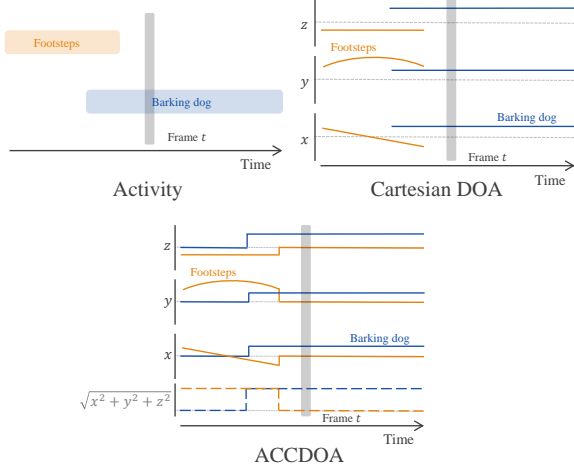 Footsteps
Barking dog
Frame t
Time
Activity
z
Footsteps
y
Barking dog
x
Frame t
Time
Cartesian DOA
z
Footsteps
y
Barking dog
x
√x² + y² + z²
Frame t
Time
ACCDOA